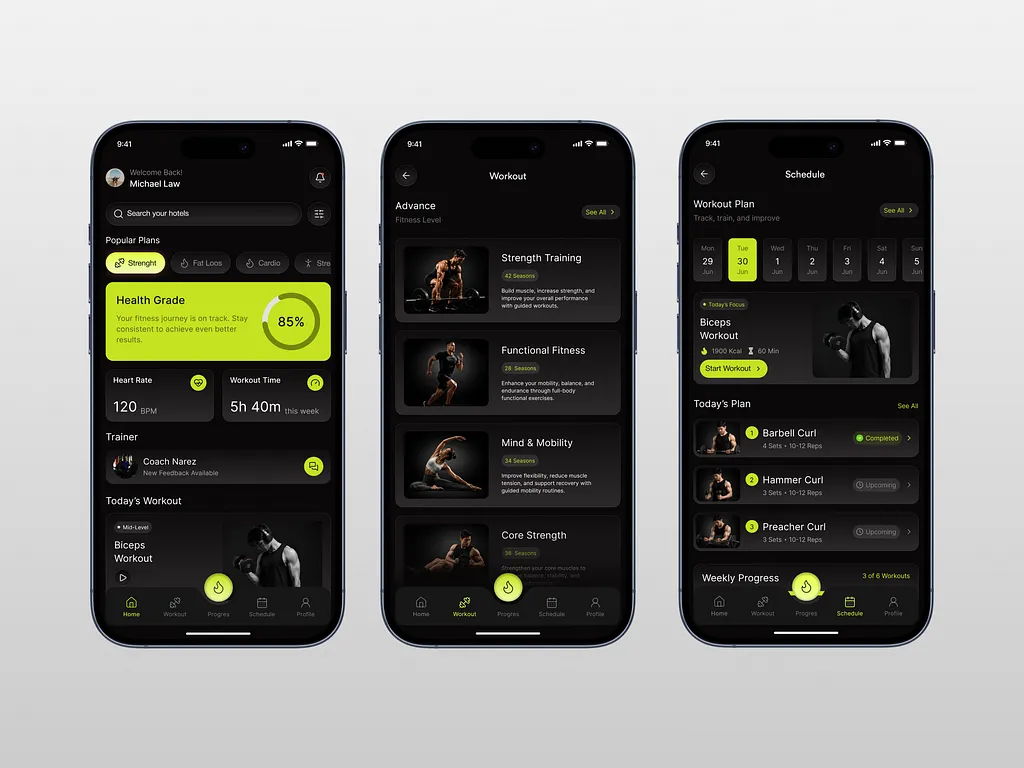 9:41
Welcome Back!
Michael Law
Search your hotels
Popular Plans
Strenght
Fat Loos
Cardio
Stre
Health Grade
Your fitness journey is on track. Stay
consistent to achieve even better
results.
85%
Heart Rate
120 BPM
Workout Time
5h 40m this week
Trainer
Coach Narez
New Feedback Available
Today's Workout
Mid-Level
Biceps
Workout
Home
Workout
Progres
Schedule
Profile
9:41
Workout
Advance
Fitness Level
See All
Strength Training
42 Seasons
Build muscle, increase strength, and
improve your overall performance
with guided workouts.
Functional Fitness
26 Seasons
Enhance your mobility, balance, and
endurance through full-body
functional exercises.
Mind & Mobility
34 Seasons
Improve flexibility, reduce muscle
tension, and support recovery with
guided mobility routines.
Core Strength
36 Seasons
Strengthen your core muscles to
balance, stability, and
Home
Workout
Progres
Schedule
Profile
9:41
Schedule
Workout Plan
Track, train, and improve
See All
Mon
29
Jun
Tue
30
Jun
Wed
1
Jun
Thu
2
Jun
Fri
3
Jun
Sat
4
Jun
Sun
5
Jun
Today's Focus
Biceps
Workout
1900 Kcal
60 Min
Start Workout
Today's Plan
See All
1
Barbell Curl
4 Sets • 10-12 Reps
Completed
2
Hammer Curl
3 Sets • 10-12 Reps
Upcoming
3
Preacher Curl
3 Sets • 10-12 Reps
Upcoming
Weekly Progress
3 of 6 Workouts
Home
Workout
Progres
Schedule
Profile